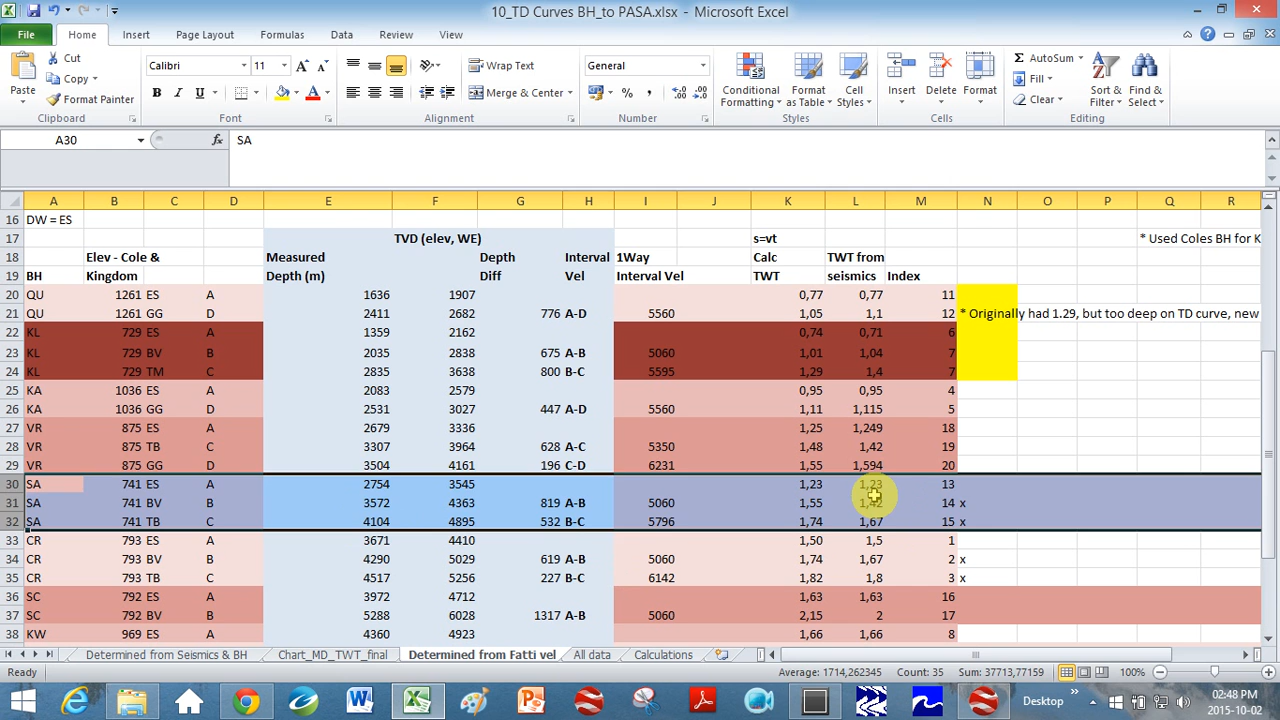 10_TD Curves BH_to PASA.xlsx - Microsoft Excel
File Home Insert Page Layout Formulas Data Review View
Paste Cut Copy Format Painter Clipboard
Calibri 11 A A B I U A Font
Wrap Text Merge & Center Alignment
General % , Number
Conditional Formatting Format as Table Cell Styles Styles
Insert Delete Format Cells
Σ AutoSum Fill Clear Sort & Filter Find & Select Editing
A30 fx SA
A B C D E F G H I J K L M N O P Q R
16 DW = ES
17 TVD (elev, WE) s=vt * Used Coles BH for K
18 Elev - Cole & Measured Depth Interval 1Way Calc TWT from
19 BH Kingdom Depth (m) Diff Vel Interval Vel TWT seismics Index
20 QU 1261 ES A 1636 1907 0,77 0,77 11
21 QU 1261 GG D 2411 2682 776 A-D 5560 1,05 1,1 12 * Originally had 1.29, but too deep on TD curve, new
22 KL 729 ES A 1359 2162 0,74 0,71 6
23 KL 729 BV B 2035 2838 675 A-B 5060 1,01 1,04 7
24 KL 729 TM C 2835 3638 800 B-C 5595 1,29 1,4 7
25 KA 1036 ES A 2083 2579 0,95 0,95 4
26 KA 1036 GG D 2531 3027 447 A-D 5560 1,11 1,115 5
27 VR 875 ES A 2679 3336 1,25 1,249 18
28 VR 875 TB C 3307 3964 628 A-C 5350 1,48 1,42 19
29 VR 875 GG D 3504 4161 196 C-D 6231 1,55 1,594 20
30 SA 741 ES A 2754 3545 1,23 1,23 13
31 SA 741 BV B 3572 4363 819 A-B 5060 1,55 1,42 14 x
32 SA 741 TB C 4104 4895 532 B-C 5796 1,74 1,67 15 x
33 CR 793 ES A 3671 4410 1,50 1,5 1
34 CR 793 BV B 4290 5029 619 A-B 5060 1,74 1,67 2 x
35 CR 793 TB C 4517 5256 227 B-C 6142 1,82 1,8 3 x
36 SC 792 ES A 3972 4712 1,63 1,63 16
37 SC 792 BV B 5288 6028 1317 A-B 5060 2,15 2 17
38 KW 969 ES A 4360 4923 1,66 1,66 8
Determined from Seismics & BH Chart_MD_TWT_final Determined from Fatti vel All data Calculations
Ready Average: 1714,262345 Count: 35 Sum: 37713,77159 100%
Desktop 02:48 PM
2015-10-02